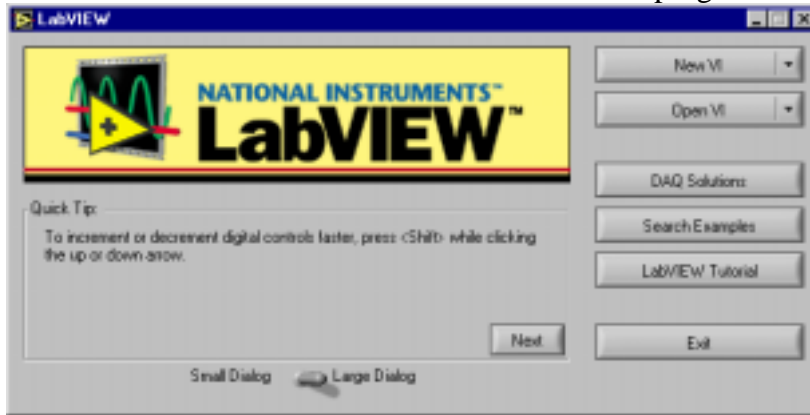 LabVIEW
NATIONAL INSTRUMENTS™
LabVIEW™
New VI
Open VI
DAQ Solutions
Search Examples
LabVIEW Tutorial
Exit
Quick Tip:
To increment or decrement digital controls faster, press <Shift> while clicking
the up or down arrow.
Next
Small Dialog
Large Dialog